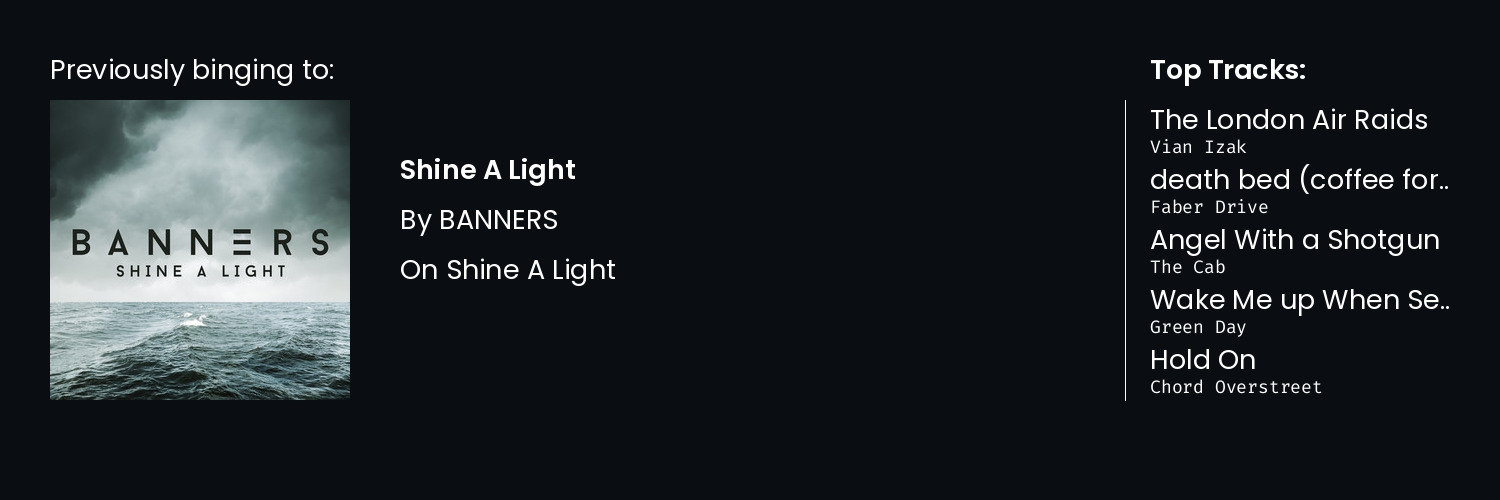 Previously binging to:
BANNERS
SHINE A LIGHT
Shine A Light
By BANNERS
On Shine A Light
Top Tracks:
The London Air Raids
Vian Izak
death bed (coffee for..
Faber Drive
Angel With a Shotgun
The Cab
Wake Me up When Se..
Green Day
Hold On
Chord Overstreet